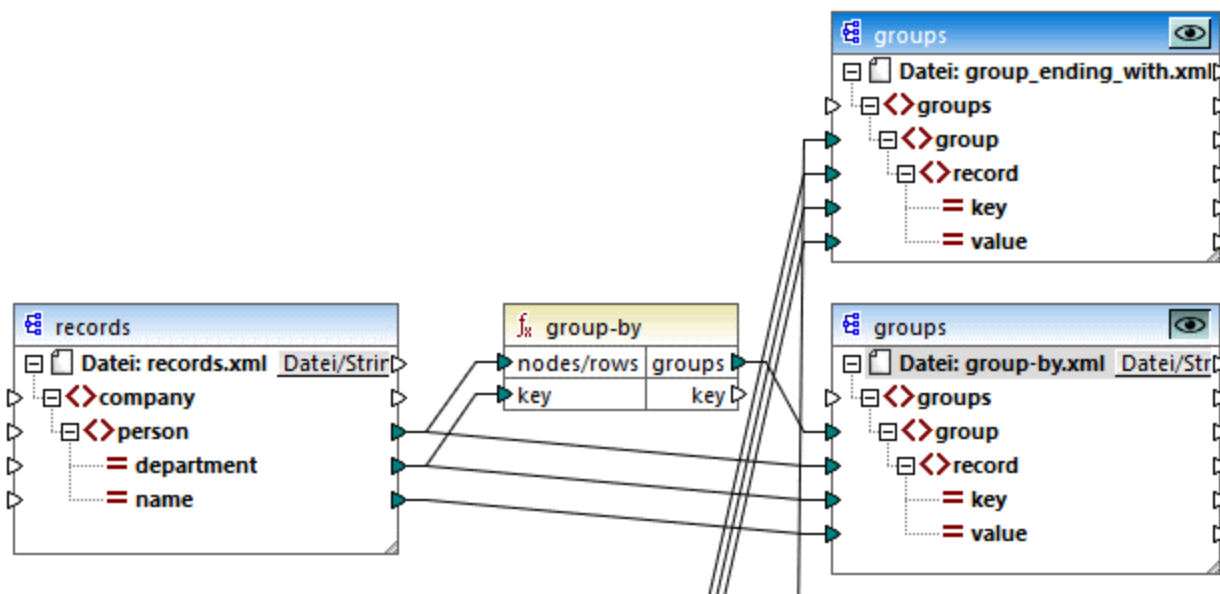 groups
Datei: group_ending_with.xml
groups
group
record
= key
= value
records
Datei: records.xml Datei/Strin
company
person
= department
= name
fx group-by
nodes/rows groups
key key
groups
Datei: group-by.xml Datei/Str
groups
group
record
= key
= value